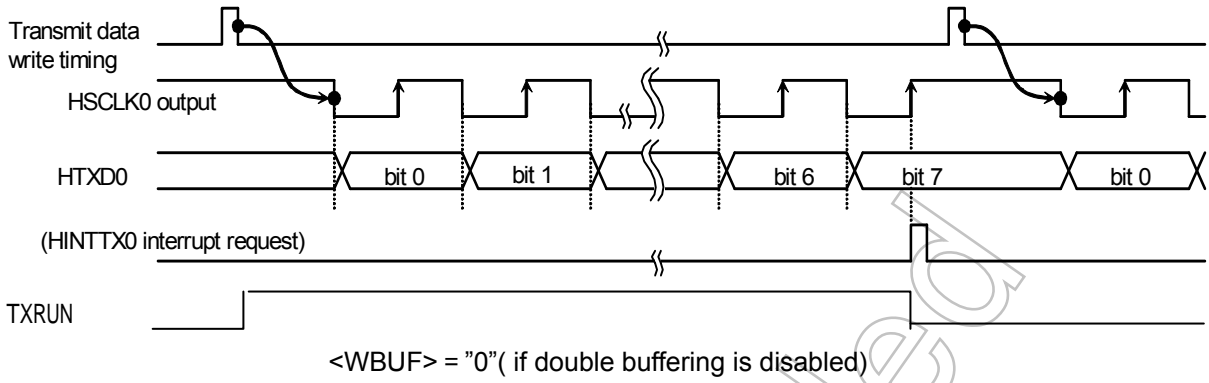 Transmit data
write timing
HSCLK0 output
HTXD0
bit 0
bit 1
bit 6
bit 7
bit 0
(HINTTX0 interrupt request)
TXRUN
<WBUF> = ”0”( if double buffering is disabled)